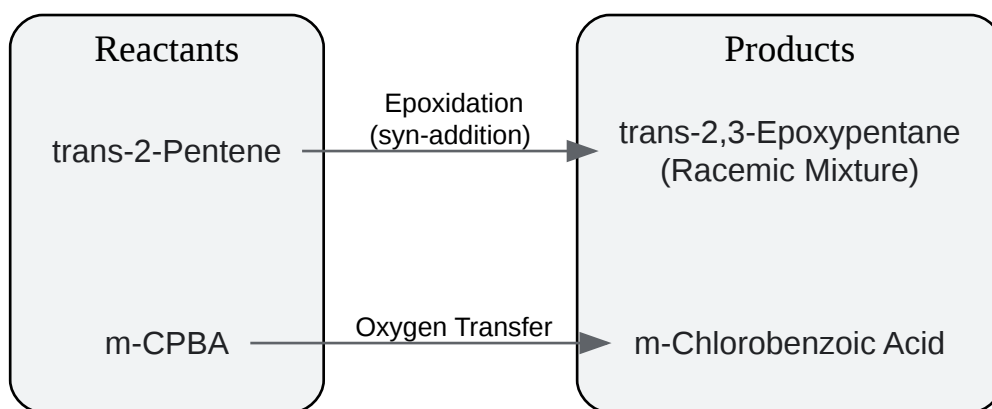 Reactants
Products
Epoxidation
(syn-addition)
trans-2-Pentene
trans-2,3-Epoxypentane
(Racemic Mixture)
Oxygen Transfer
m-CPBA
m-Chlorobenzoic Acid